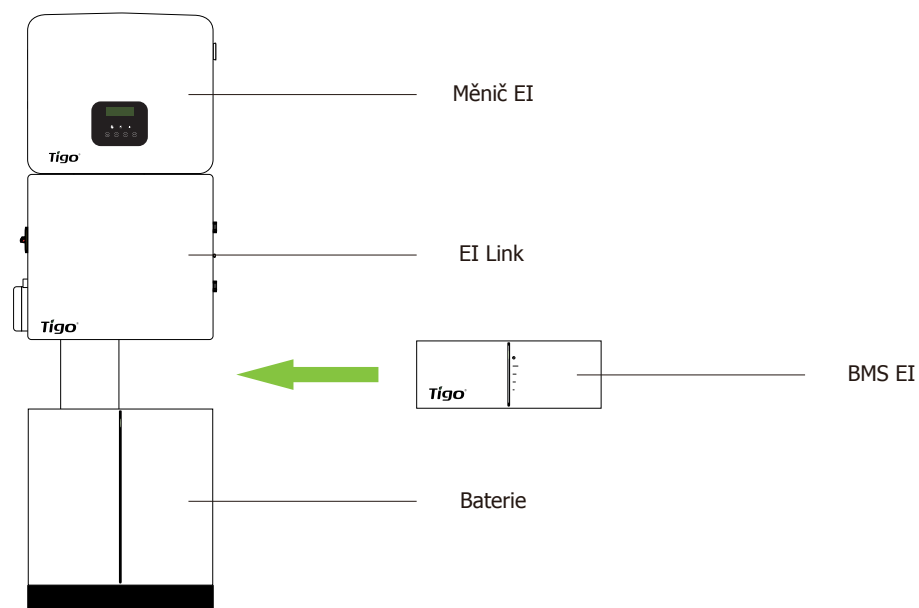 Měnič EI
Tigo
EI Link
Tigo
BMS EI
Tigo
Baterie